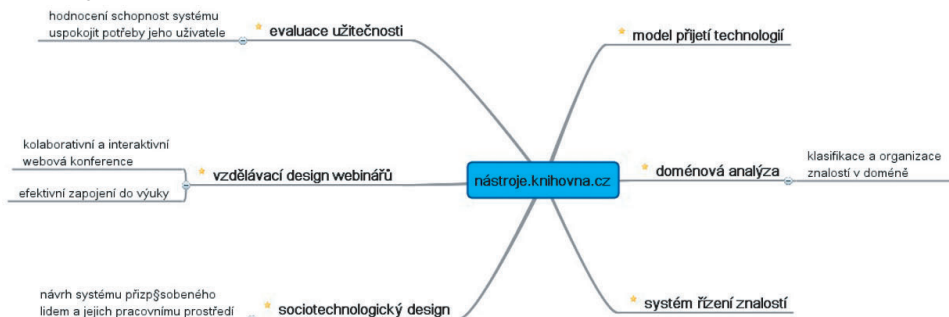 hodnocení schopnost systému
uspokojit potřeby jeho uživatele
evaluace užitečnosti
model přijetí technologií
kolaborativní a interaktivní
webová konference
efektivní zapojení do výuky
vzdělávací design webinářů
nástroje.knihovna.cz
doménová analýza
klasifikace a organizace
znalostí v doméně
návrh systému přizp§sobeného
lidem a jejich pracovnímu prostředí
sociotechnologický design
systém řízení znalostí